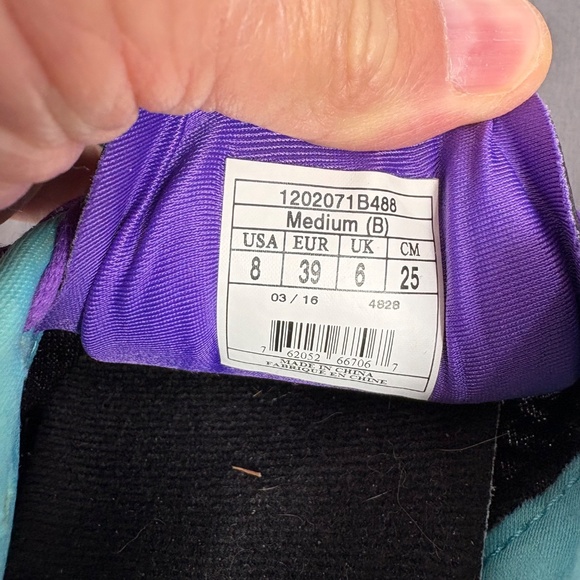 1202071B488
Medium (B)
USA EUR UK CM
8 39 6 25
03 / 16 4828
7 62052 66706 7
MADE IN CHINA
FABRIQUÉ EN CHINE